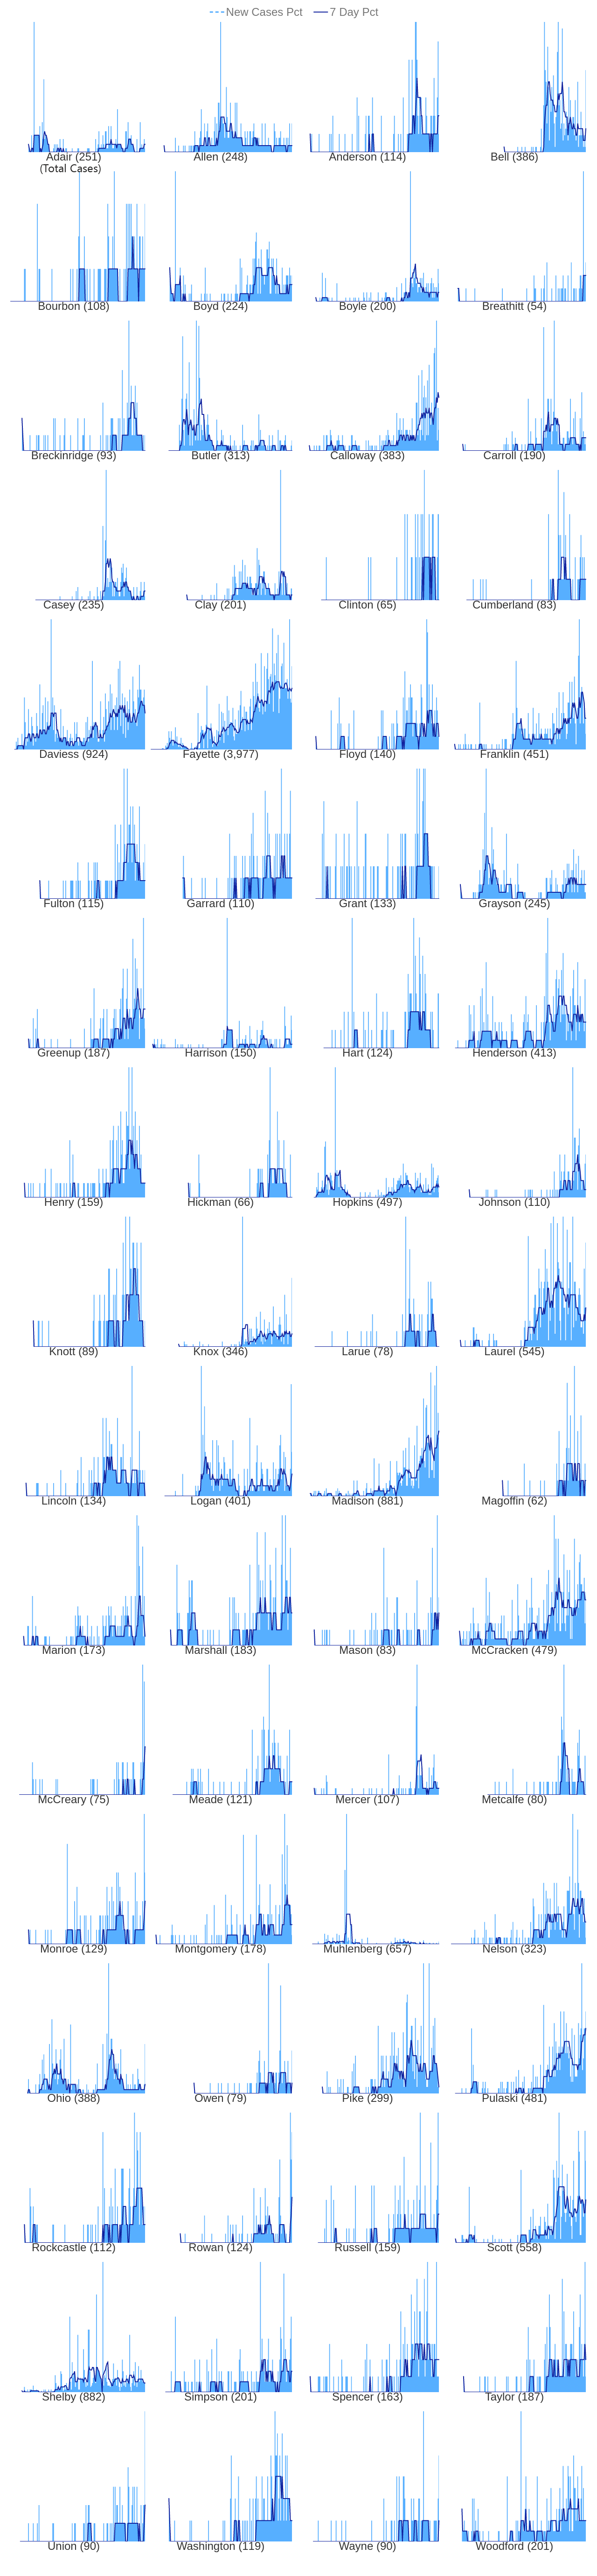 New Cases Pct 7 Day Pct
Adair (251) Allen (248) Anderson (114) Bell (386)
(Total Cases)
Bourbon (108) Boyd (224) Boyle (200) Breathitt (54)
Breckinridge (93) Butler (313) Calloway (383) Carroll (190)
Casey (235) Clay (201) Clinton (65) Cumberland (83)
Daviess (924) Fayette (3,977) Floyd (140) Franklin (451)
Fulton (115) Garrard (110) Grant (133) Grayson (245)
Greenup (187) Harrison (150) Hart (124) Henderson (413)
Henry (159) Hickman (66) Hopkins (497) Johnson (110)
Knott (89) Knox (346) Larue (78) Laurel (545)
Lincoln (134) Logan (401) Madison (881) Magoffin (62)
Marion (173) Marshall (183) Mason (83) McCracken (479)
McCreary (75) Meade (121) Mercer (107) Metcalfe (80)
Monroe (129) Montgomery (178) Muhlenberg (657) Nelson (323)
Ohio (388) Owen (79) Pike (299) Pulaski (481)
Rockcastle (112) Rowan (124) Russell (159) Scott (558)
Shelby (882) Simpson (201) Spencer (163) Taylor (187)
Union (90) Washington (119) Wayne (90) Woodford (201)